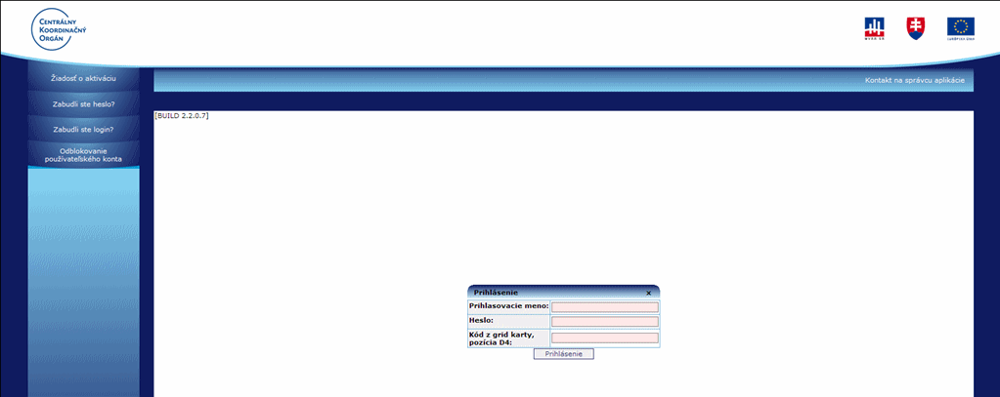 CENTRÁLNY
KOORDINAČNÝ
ORGÁN
Žiadosť o aktiváciu
Kontakt na správcu aplikácie
Zabudli ste heslo?
[BUILD 2.2.0.7]
Zabudli ste login?
Odblokovanie
používateľského konta
Prihlásenie x
Prihlasovacie meno:
Heslo:
Kód z grid karty,
pozícia D4:
Prihlásenie